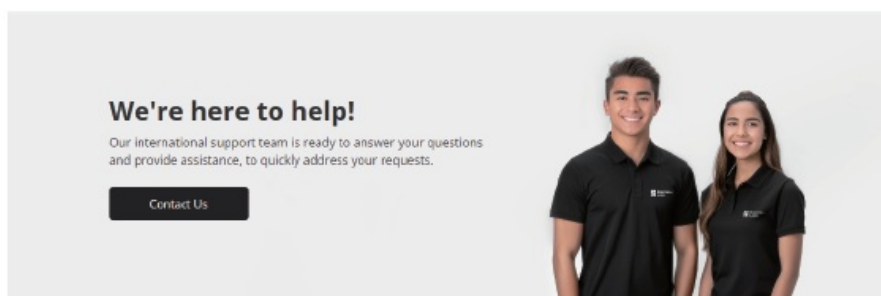 We're here to help!
Our international support team is ready to answer your questions
and provide assistance, to quickly address your requests.
Contact Us